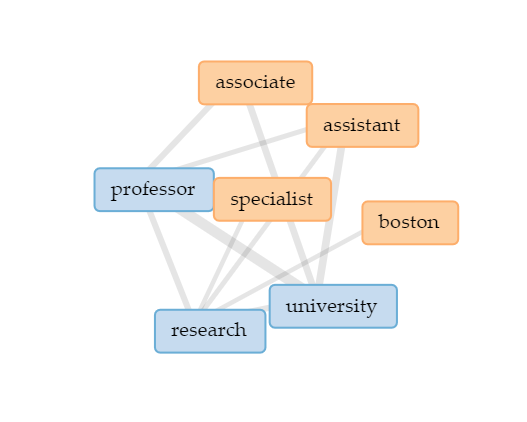 associate
assistant
professor
specialist
boston
university
research